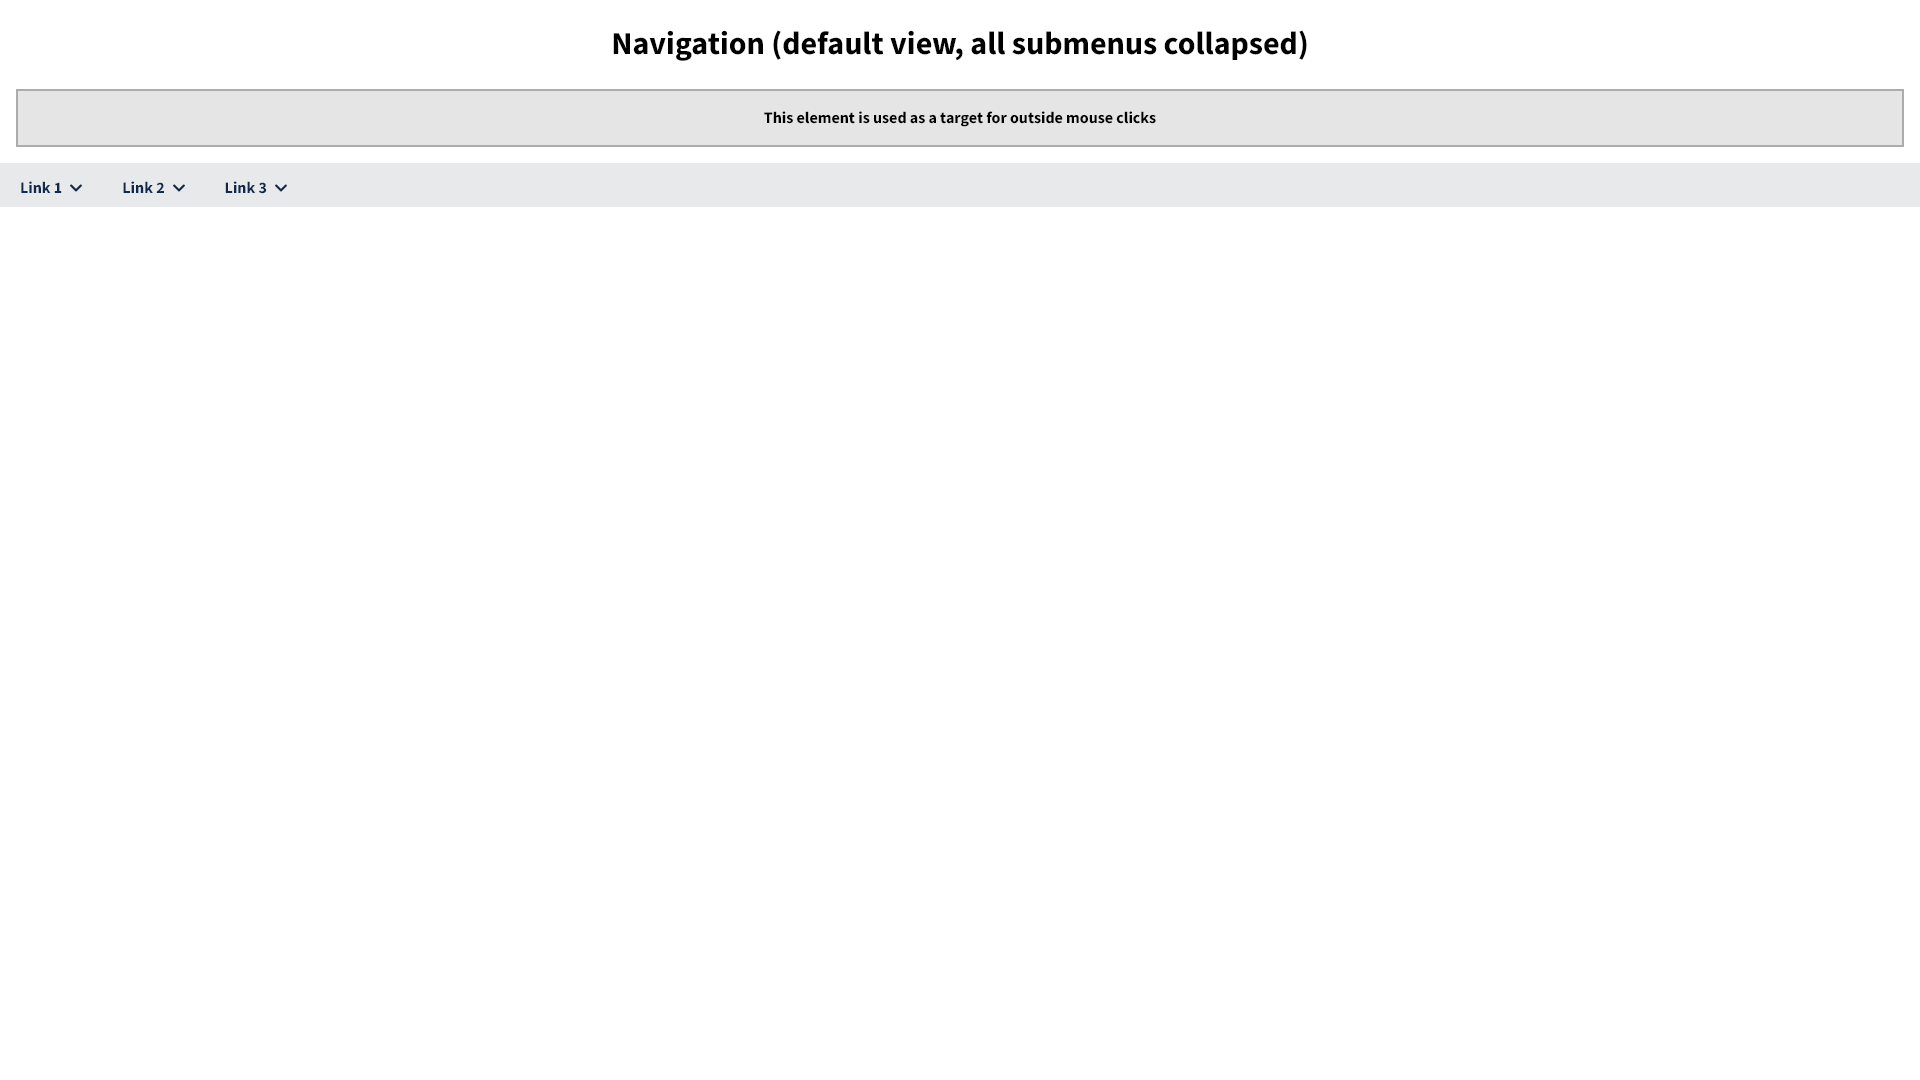 Navigation (default view, all submenus collapsed)
This element is used as a target for outside mouse clicks
Link 1 Link 2 Link 3